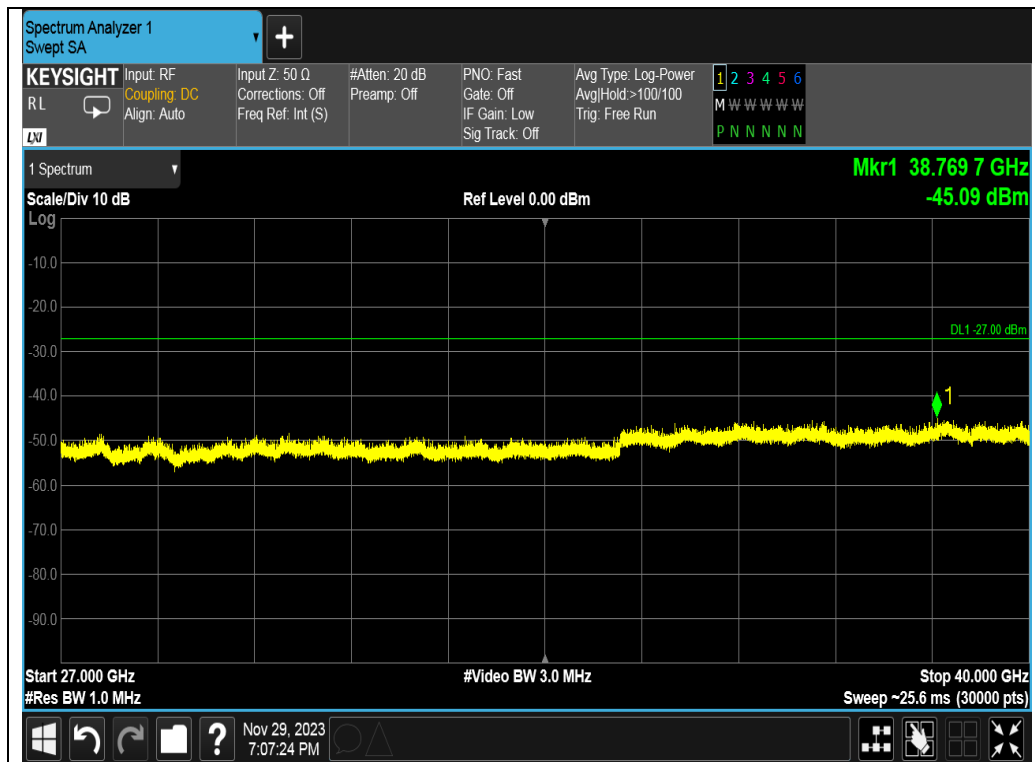 Spectrum Analyzer 1
Swept SA
+
KEYSIGHT
RL
LXI
Input: RF
Coupling: DC
Align: Auto
Input Z: 50 Ω
Corrections: Off
Freq Ref: Int (S)
#Atten: 20 dB
Preamp: Off
PNO: Fast
Gate: Off
IF Gain: Low
Sig Track: Off
Avg Type: Log-Power
Avg|Hold:>100/100
Trig: Free Run
1 2 3 4 5 6
M W W W W W
P N N N N N
1 Spectrum
Mkr1 38.769 7 GHz
-45.09 dBm
Scale/Div 10 dB
Ref Level 0.00 dBm
Log
-10.0
-20.0
DL1 -27.00 dBm
-30.0
-40.0
1
-50.0
-60.0
-70.0
-80.0
-90.0
Start 27.000 GHz
#Video BW 3.0 MHz
Stop 40.000 GHz
#Res BW 1.0 MHz
Sweep ~25.6 ms (30000 pts)
?
Nov 29, 2023
7:07:24 PM